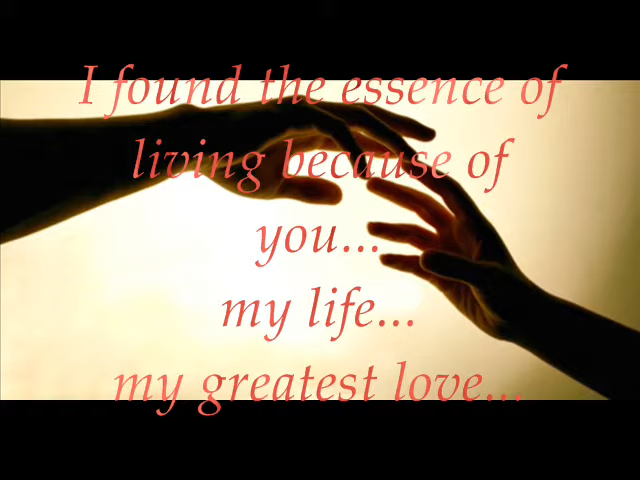 I found the essence of
living because of
you...
my life...
my greatest love...